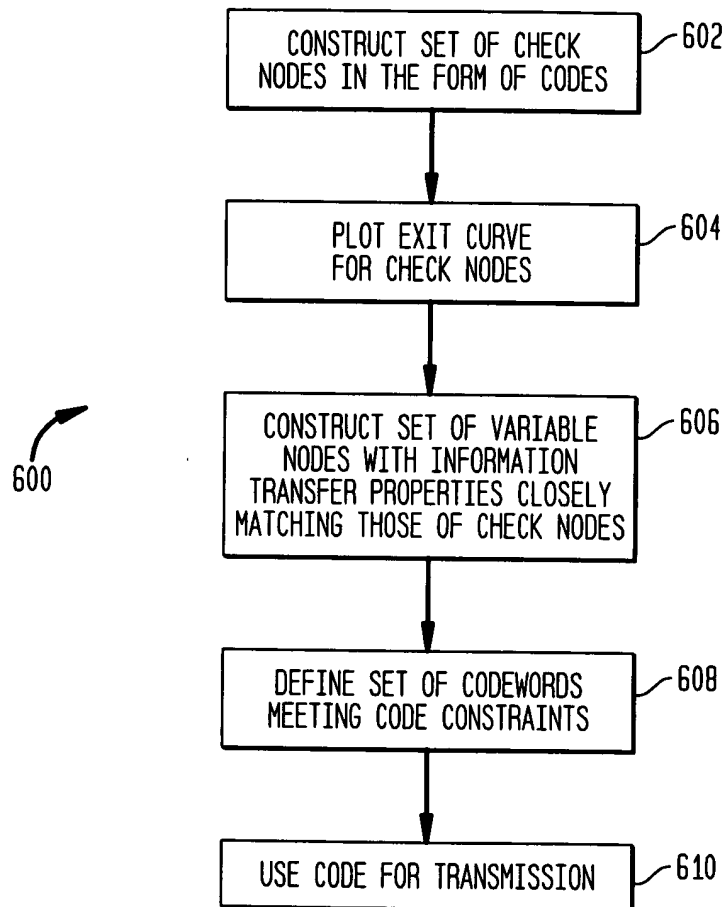 CONSTRUCT SET OF CHECK
NODES IN THE FORM OF CODES
602
PLOT EXIT CURVE
FOR CHECK NODES
604
CONSTRUCT SET OF VARIABLE
NODES WITH INFORMATION
TRANSFER PROPERTIES CLOSELY
MATCHING THOSE OF CHECK NODES
606
600
DEFINE SET OF CODEWORDS
MEETING CODE CONSTRAINTS
608
USE CODE FOR TRANSMISSION
610